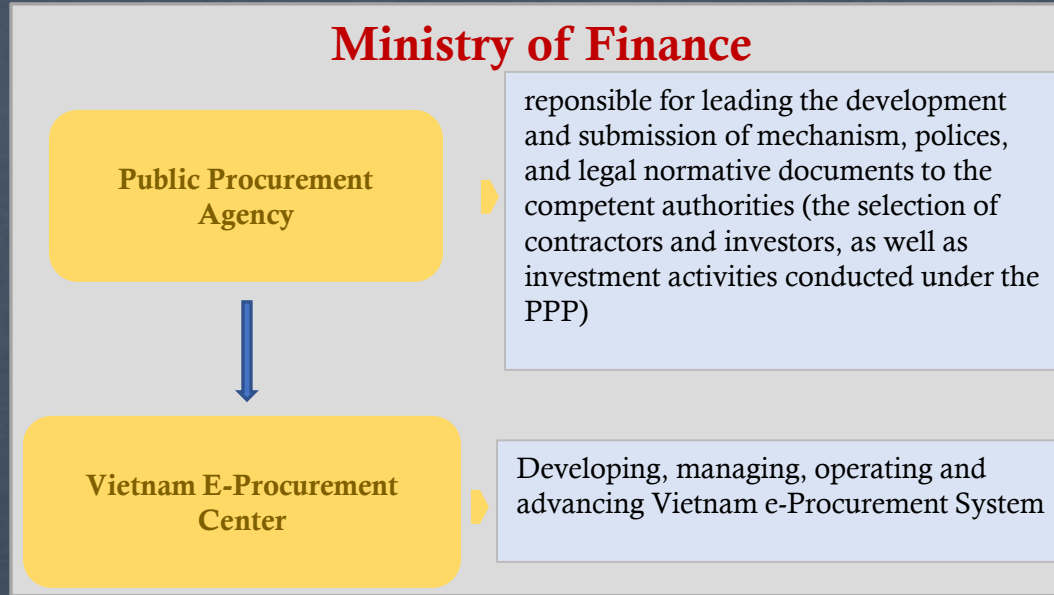 Ministry of Finance
Public Procurement
Agency
reponsible for leading the development
and submission of mechanism, polices,
and legal normative documents to the
competent authorities (the selection of
contractors and investors, as well as
investment activities conducted under the
PPP)
Vietnam E-Procurement
Center
Developing, managing, operating and
advancing Vietnam e-Procurement System